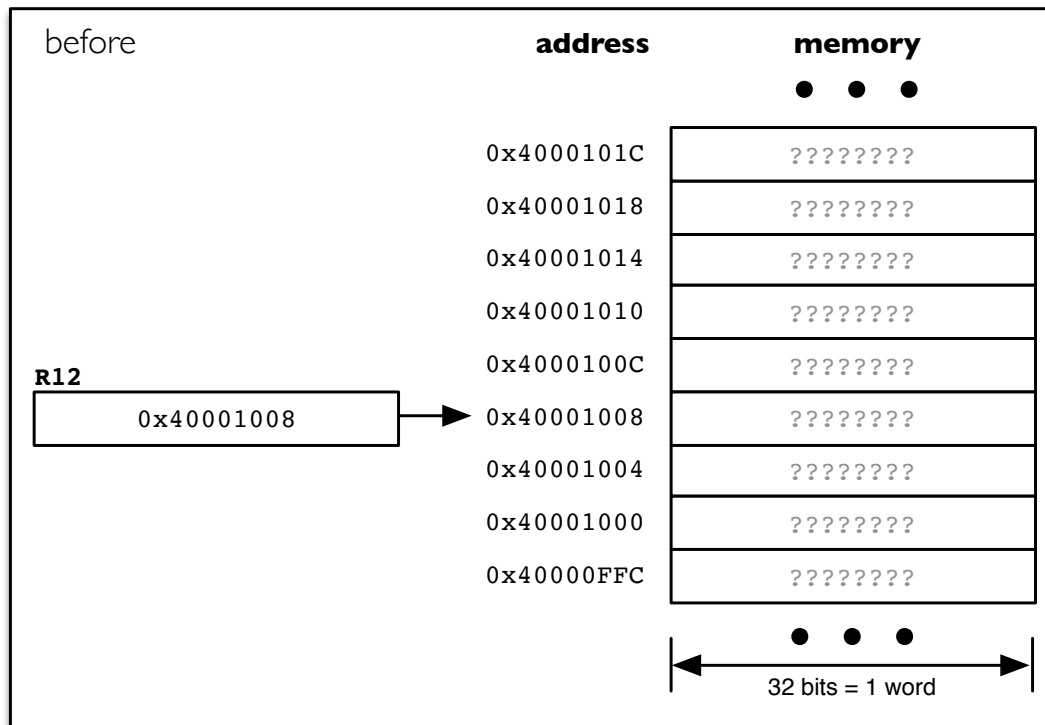 before address memory
0x4000101C ????????
0x40001018 ????????
0x40001014 ????????
0x40001010 ????????
0x4000100C ????????
R12
0x40001008 0x40001008 ????????
0x40001004 ????????
0x40001000 ????????
0x40000FFC ????????
32 bits = 1 word